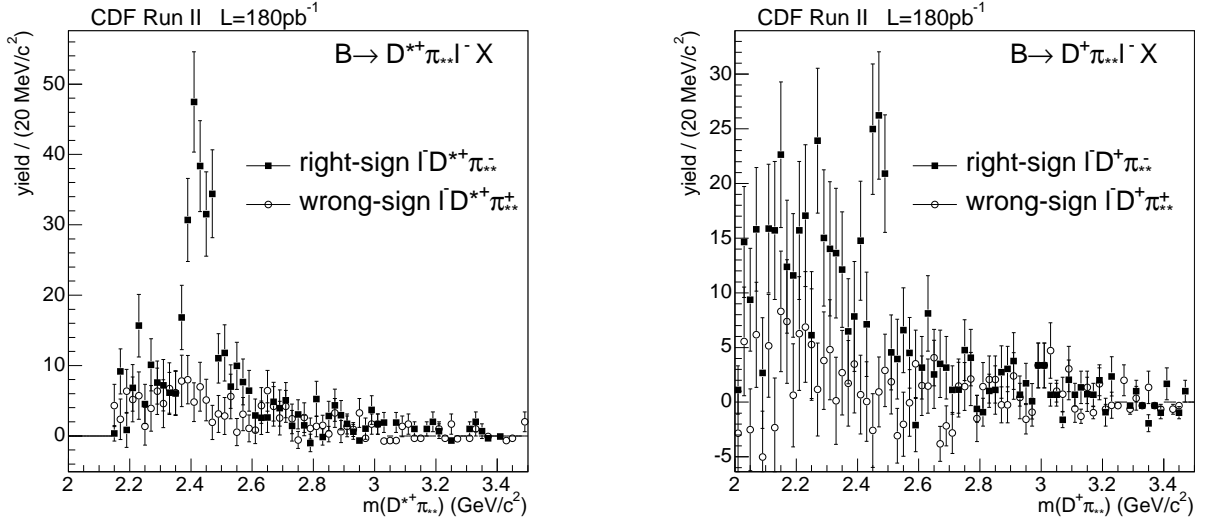 CDF Run II L=180pb⁻¹
B→ D*⁺π**l⁻ X
right-sign l⁻D*⁺π**⁻
wrong-sign l⁻D*⁺π**⁺
yield / (20 MeV/c²)
50
40
30
20
10
0
2 2.2 2.4 2.6 2.8 3 3.2 3.4
m(D*⁺π**) (GeV/c²)
CDF Run II L=180pb⁻¹
B→ D⁺π**l⁻ X
right-sign l⁻D⁺π**⁻
wrong-sign l⁻D⁺π**⁺
yield / (20 MeV/c²)
30
25
20
15
10
5
0
-5
2 2.2 2.4 2.6 2.8 3 3.2 3.4
m(D⁺π**) (GeV/c²)